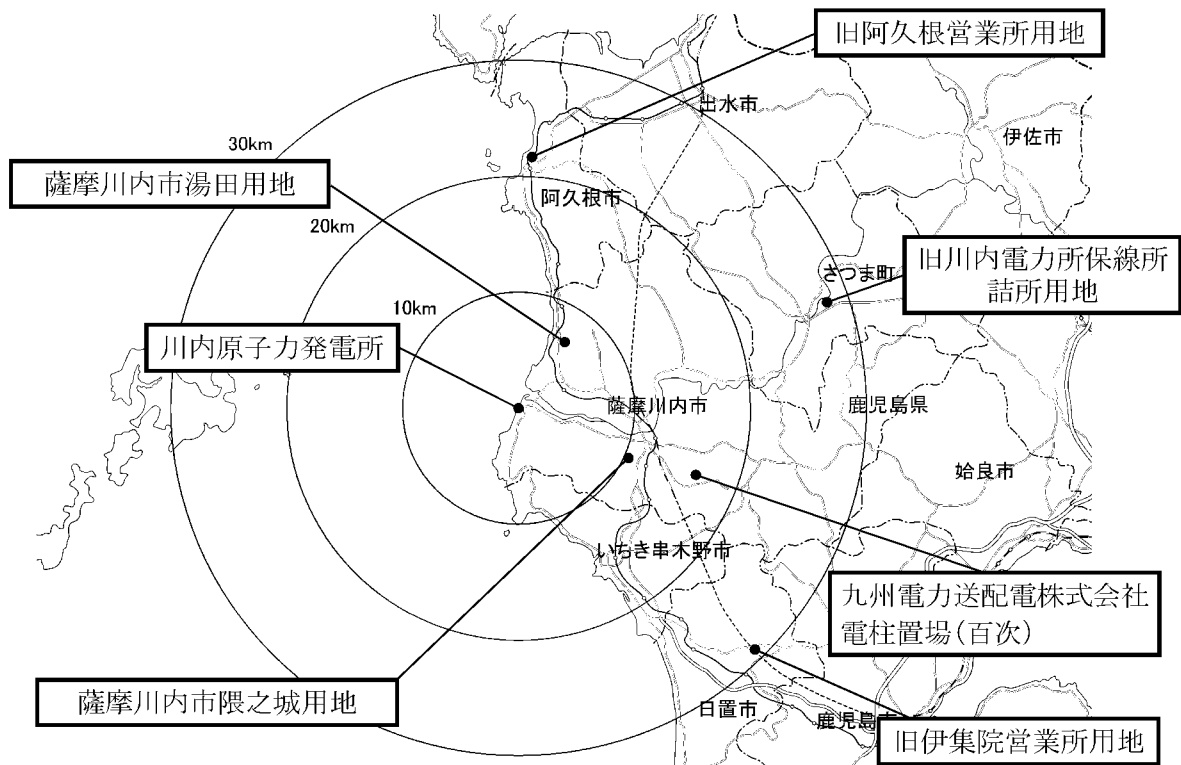 旧阿久根営業所用地
出水市
伊佐市
30km
薩摩川内市湯田用地
阿久根市
20km
旧川内電力所保線所
詰所用地
さつま町
10km
川内原子力発電所
薩摩川内市
鹿児島県
姶良市
いちき串木野市
九州電力送配電株式会社
電柱置場(百次)
薩摩川内市隈之城用地
日置市
鹿児島市
旧伊集院営業所用地